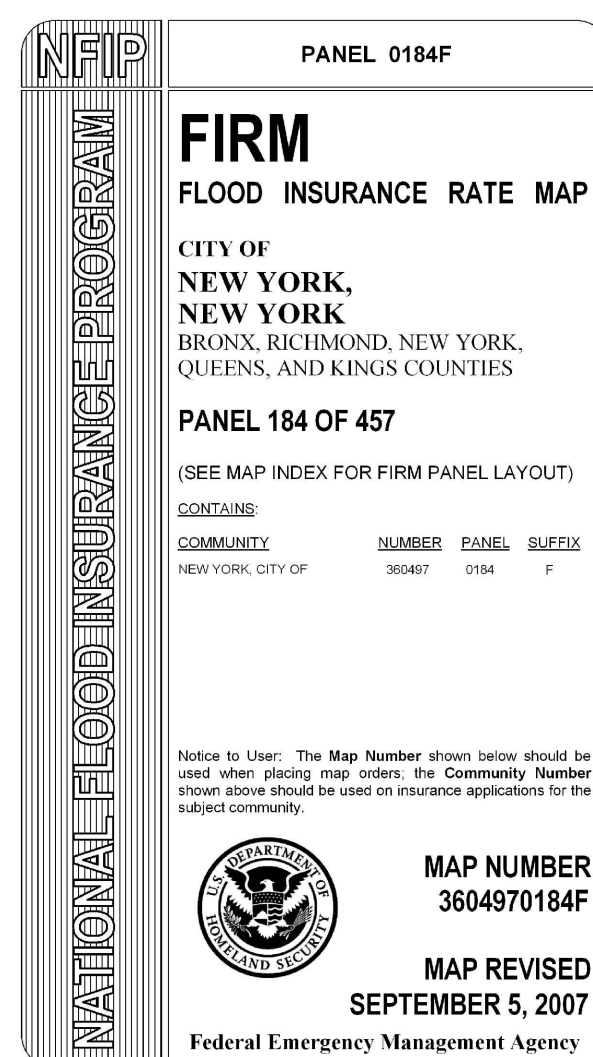 NFIP
PANEL 0184F
NATIONAL FLOOD INSURANCE PROGRAM
FIRM
FLOOD INSURANCE RATE MAP
CITY OF
NEW YORK,
NEW YORK
BRONX, RICHMOND, NEW YORK,
QUEENS, AND KINGS COUNTIES
PANEL 184 OF 457
(SEE MAP INDEX FOR FIRM PANEL LAYOUT)
CONTAINS:
COMMUNITY NUMBER PANEL SUFFIX
NEW YORK, CITY OF 360497 0184 F
Notice to User: The Map Number shown below should be
used when placing map orders; the Community Number
shown above should be used on insurance applications for the
subject community.
U.S. DEPARTMENT OF
HOMELAND SECURITY
MAP NUMBER
3604970184F
MAP REVISED
SEPTEMBER 5, 2007
Federal Emergency Management Agency